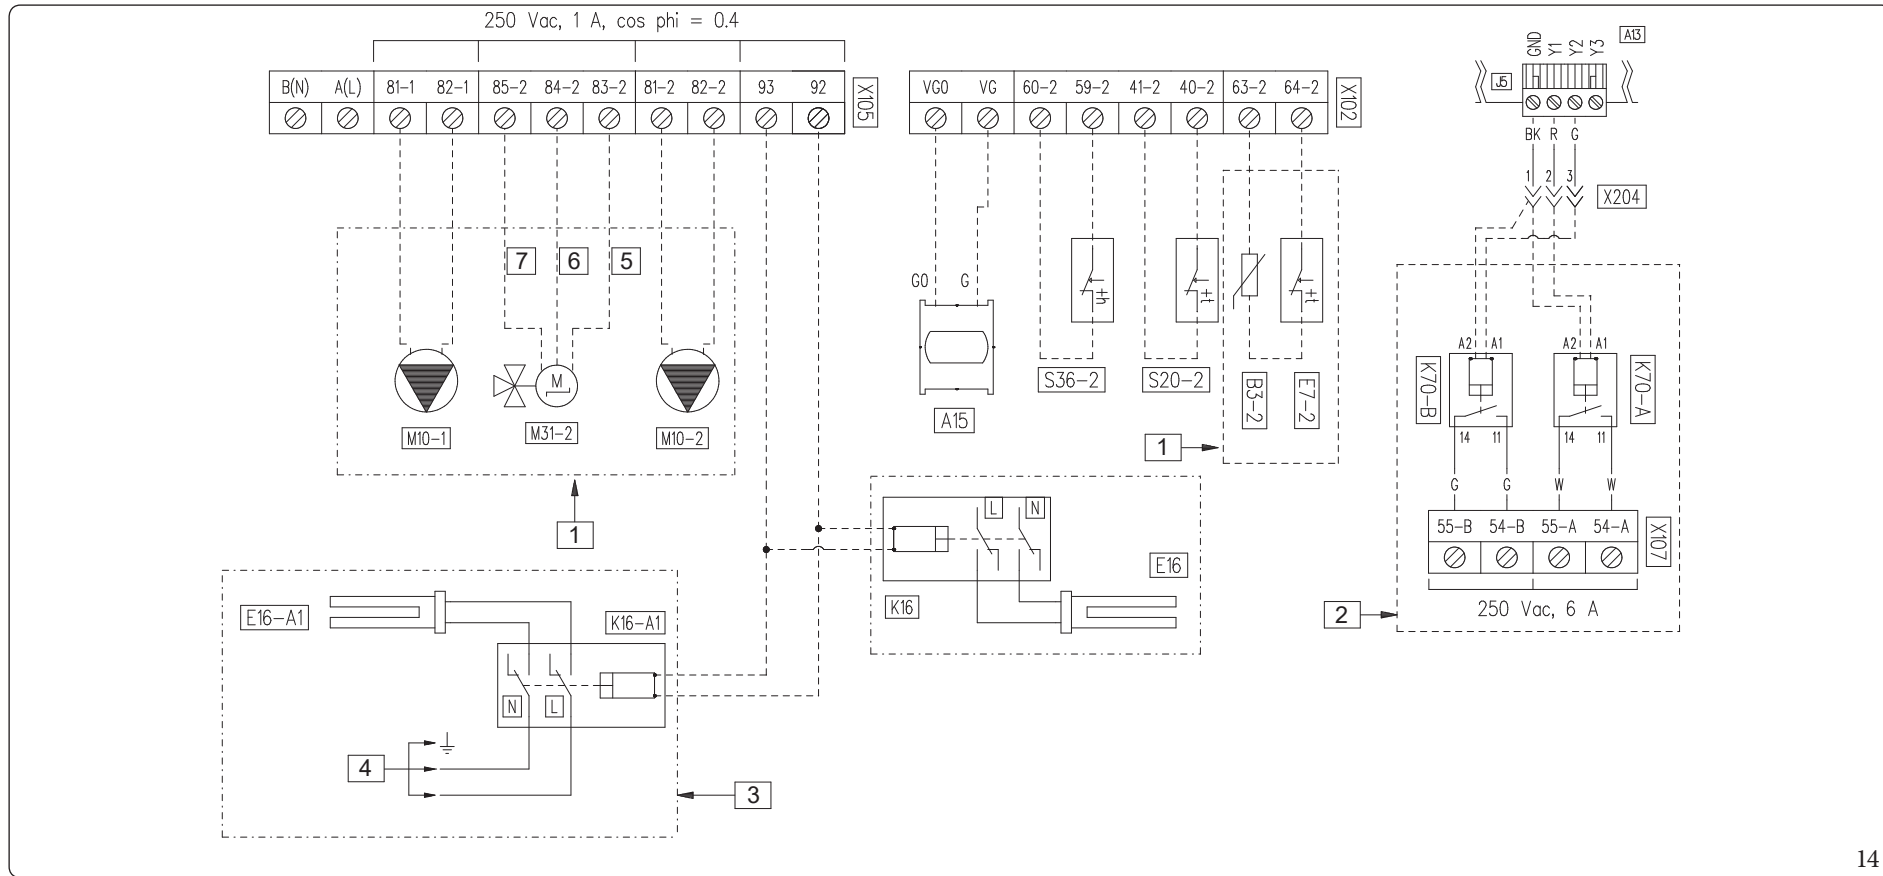 250 Vac, 1 A, cos phi = 0.4
B(N) A(L) 81-1 82-1 85-2 84-2 83-2 81-2 82-2 93 92
X105
VG0 VG 60-2 59-2 41-2 40-2 63-2 64-2
X102
GND Y1 Y2 Y3
A13
J5
BK R G
1 2 3
X204
7 6 5
M
M10-1
M31-2
M10-2
1
G0 G
A15
+h
S36-2
+t
S20-2
+t
B3-2
E7-2
1
A2 A1
A2 A1
K70-B
K70-A
14 11
14 11
G G W W
55-B 54-B 55-A 54-A
X107
250 Vac, 6 A
2
L N
E16
K16
E16-A1
K16-A1
N L
4
3
14